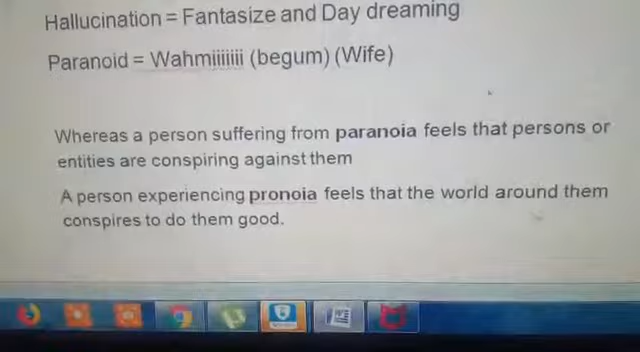 Hallucination = Fantasize and Day dreaming
Paranoid = Wahmiiiiiii (begum) (Wife)
Whereas a person suffering from paranoia feels that persons or
entities are conspiring against them
A person experiencing pronoia feels that the world around them
conspires to do them good.